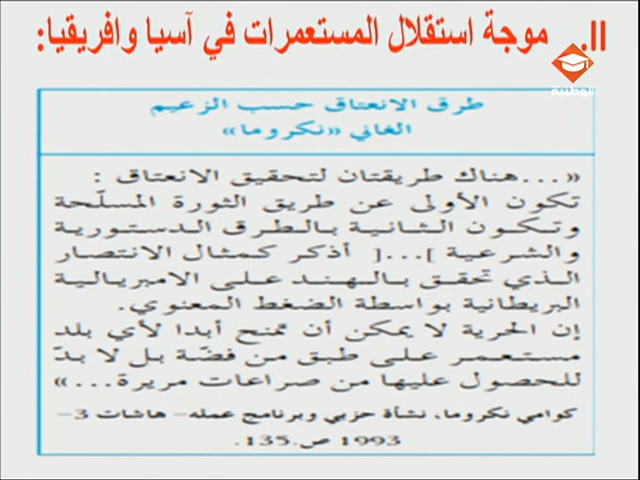 II. موجة استقلال المستعمرات في آسيا وافريقيا:
الوطنية
طرق الانعتاق حسب الزعيم
الغاني «نكروما»
«...هناك طريقتان لتحقيق الانعتاق :
تكون الأولى عن طريق الثورة المسلّحة
وتكون الثانية بالطرق الدستورية
والشرعية ]...[ أذكر كمثال الانتصار
الذي تحقق بالهند على الامبريالية
البريطانية بواسطة الضغط المعنوي.
إن الحرية لا يمكن أن تمنح أبدا لأي بلد
مستعمر على طبق من فضّة بل لا بدّ
للحصول عليها من صراعات مريرة...»
كوامي نكروما، نشأة حزبي وبرنامج عمله- هاشات 3-
1993 ص.135.